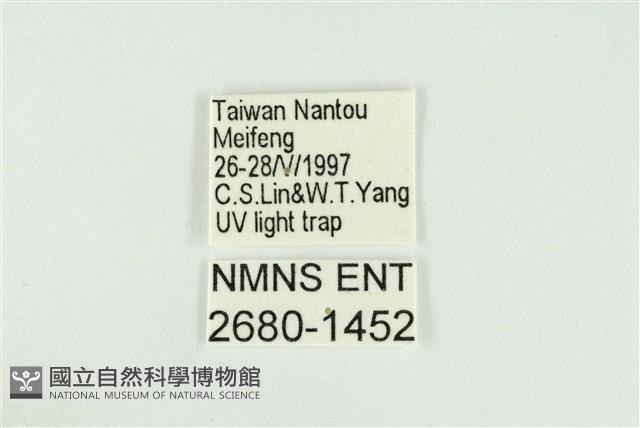 Taiwan Nantou
Meifeng
26-28/V/1997
C.S.Lin&W.T.Yang
UV light trap
NMNS ENT
2680-1452
國立自然科學博物館
NATIONAL MUSEUM OF NATURAL SCIENCE